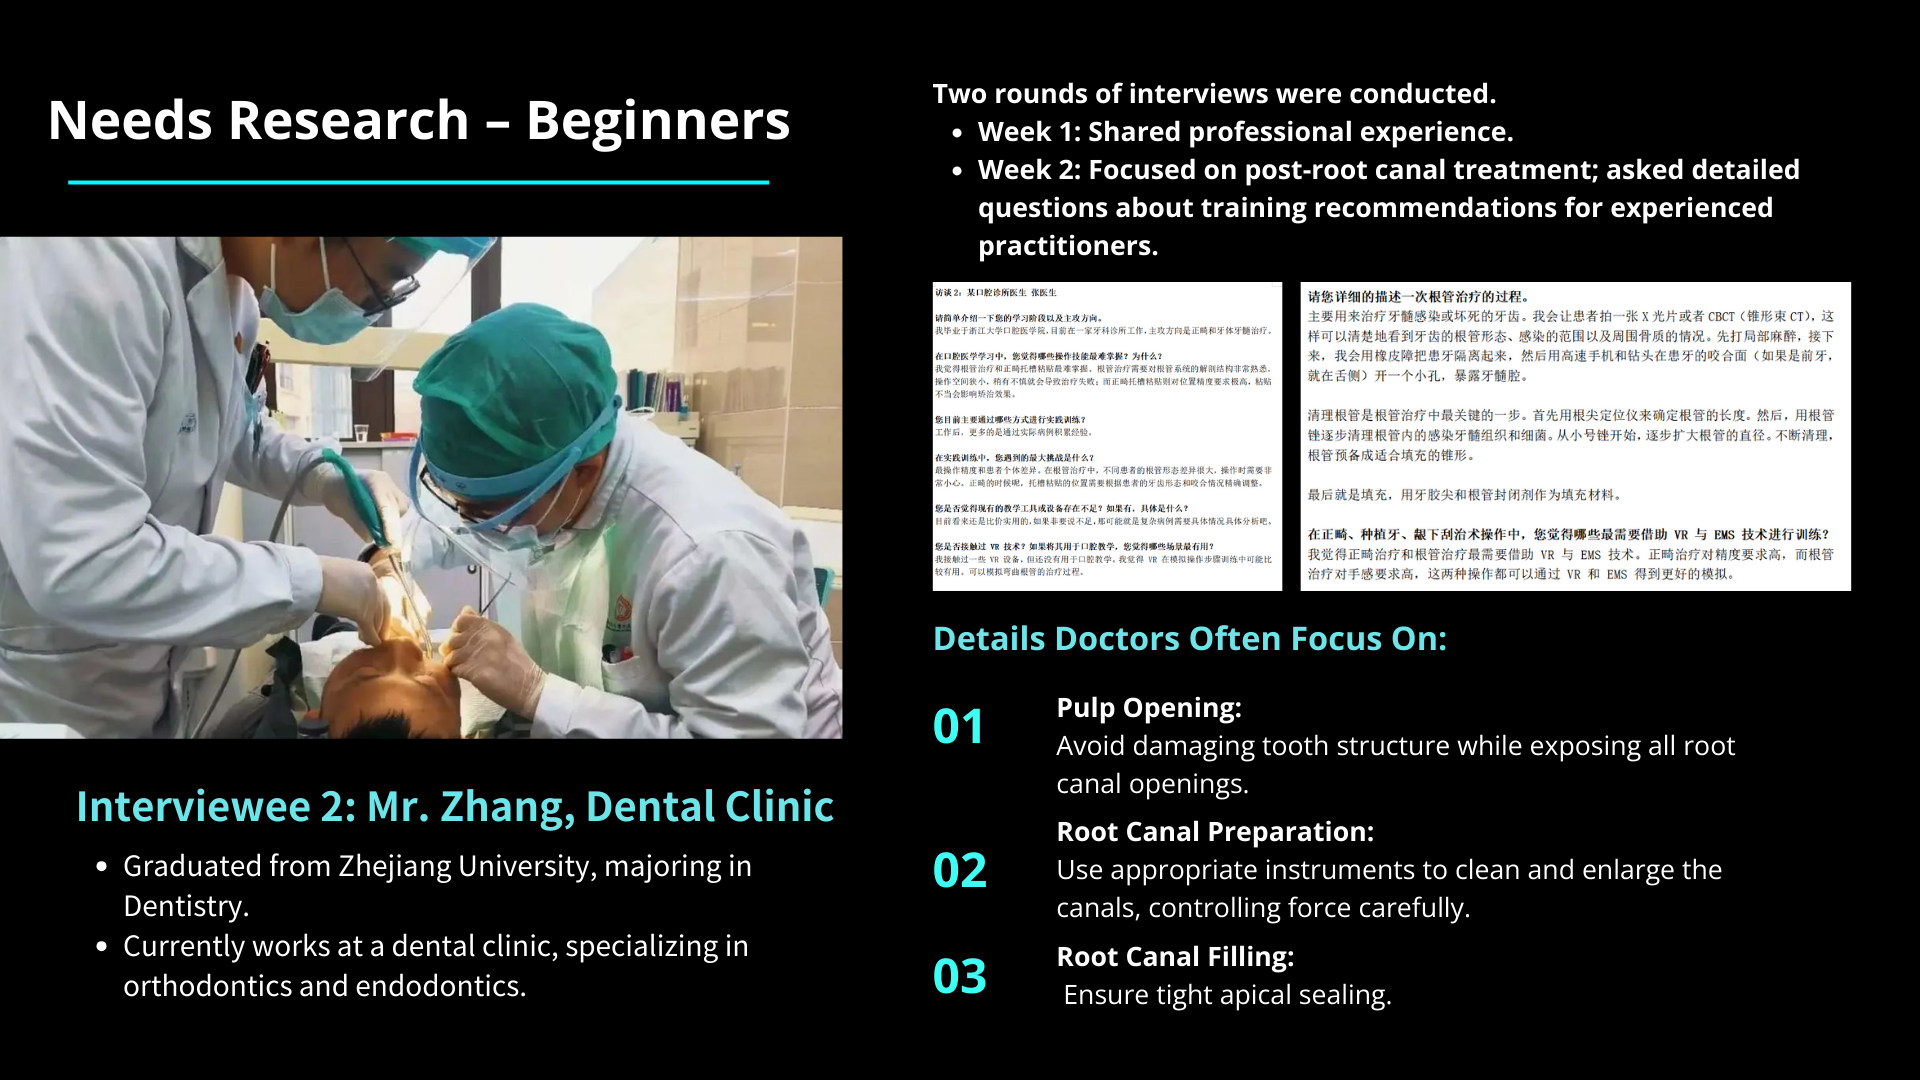 Needs Research – Beginners
Interviewee 2: Mr. Zhang, Dental Clinic
• Graduated from Zhejiang University, majoring in
Dentistry.
• Currently works at a dental clinic, specializing in
orthodontics and endodontics.
Two rounds of interviews were conducted.
• Week 1: Shared professional experience.
• Week 2: Focused on post-root canal treatment; asked detailed
questions about training recommendations for experienced
practitioners.
访谈 2：某口腔诊所医生 张医生
请简单介绍一下您的学习阶段以及主攻方向。
我毕业于浙江大学口腔医学院，目前在一家牙科诊所工作，主攻方向是正畸和牙体牙髓治疗。
在口腔医学学习中，您觉得哪些操作技能最难掌握？为什么？
我觉得根管治疗和正畸托槽粘贴最难掌握。根管治疗需要对根管系统的解剖结构非常熟悉，
操作空间狭小，稍有不慎就会导致治疗失败；而正畸托槽粘贴则对位置精度要求极高，粘贴
不当会影响矫治效果。
您目前主要通过哪些方式进行实践训练？
工作后，更多的是通过实际病例积累经验。
在实践训练中，您遇到的最大挑战是什么？
最操作精度和患者个体差异。在根管治疗中，不同患者的根管形态差异很大，操作时需要非
常小心。正畸的时候呢，托槽粘贴的位置需要根据患者的牙齿形态和咬合情况精确调整。
您是否觉得现有的教学工具或设备存在不足？如果有，具体是什么？
目前看来还是比价实用的，如果非要说不足，那可能就是复杂病例需要具体情况具体分析吧。
您是否接触过 VR 技术？如果将其用于口腔教学，您觉得哪些场景最有用？
我接触过一些 VR 设备，但还没有用于口腔教学。我觉得 VR 在模拟操作步骤训练中可能比
较有用。可以模拟弯曲根管的治疗过程。
请您详细的描述一次根管治疗的过程。
主要用来治疗牙髓感染或坏死的牙齿。我会让患者拍一张 X 光片或者 CBCT（锥形束 CT），这
样可以清楚地看到牙齿的根管形态、感染的范围以及周围骨质的情况。先打局部麻醉，接下
来，我会用橡皮障把患牙隔离起来，然后用高速手机和钻头在患牙的咬合面（如果是前牙，
就在舌侧）开一个小孔，暴露牙髓腔。
清理根管是根管治疗中最关键的一步。首先用根尖定位仪来确定根管的长度。然后，用根管
锉逐步清理根管内的感染牙髓组织和细菌。从小号锉开始，逐步扩大根管的直径。不断清理，
根管预备成适合填充的锥形。
最后就是填充，用牙胶尖和根管封闭剂作为填充材料。
在正畸、种植牙、龈下刮治术操作中，您觉得哪些最需要借助 VR 与 EMS 技术进行训练？
我觉得正畸治疗和根管治疗最需要借助 VR 与 EMS 技术。正畸治疗对精度要求高，而根管
治疗对手感要求高，这两种操作都可以通过 VR 和 EMS 得到更好的模拟。
Details Doctors Often Focus On:
01
Pulp Opening:
Avoid damaging tooth structure while exposing all root
canal openings.
02
Root Canal Preparation:
Use appropriate instruments to clean and enlarge the
canals, controlling force carefully.
03
Root Canal Filling:
Ensure tight apical sealing.